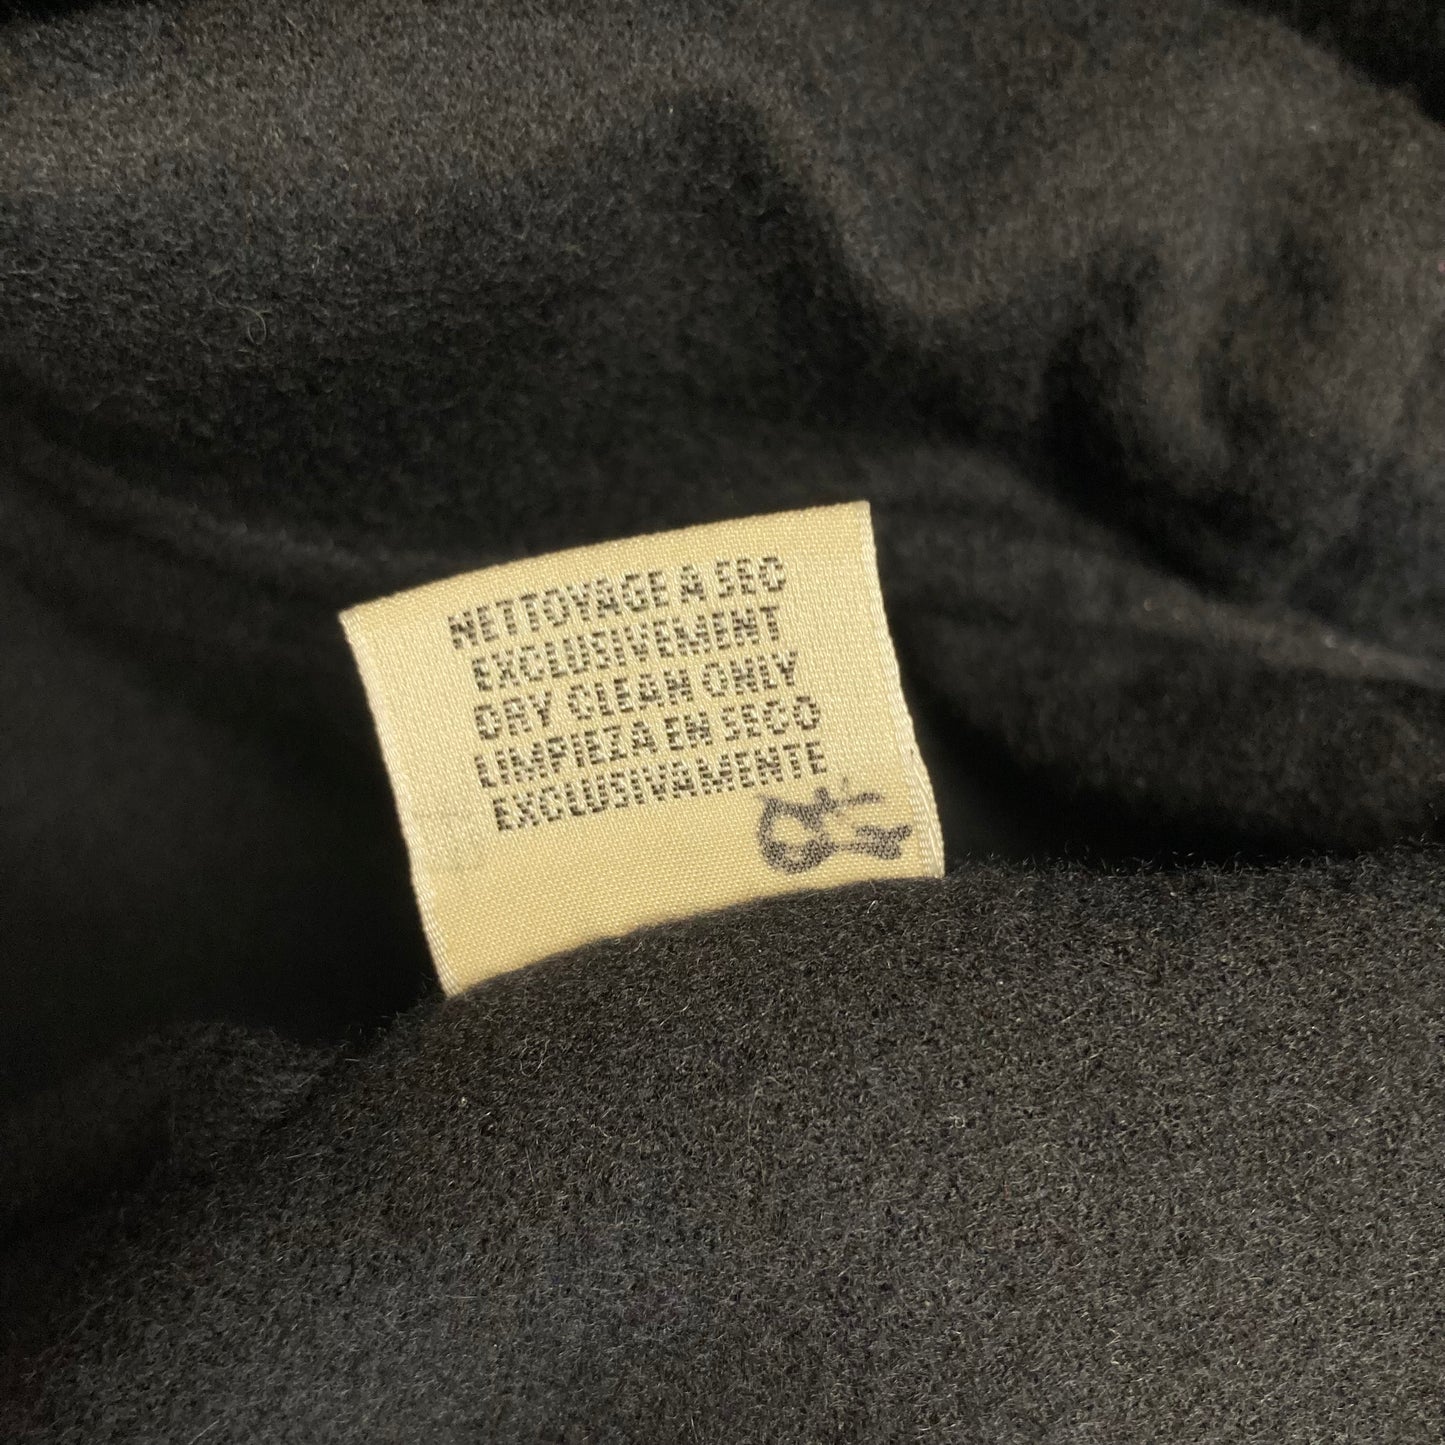 NETTOYAGE A SEC
EXCLUSIVEMENT
DRY CLEAN ONLY
LIMPIEZA EN SECO
EXCLUSIVAMENTE